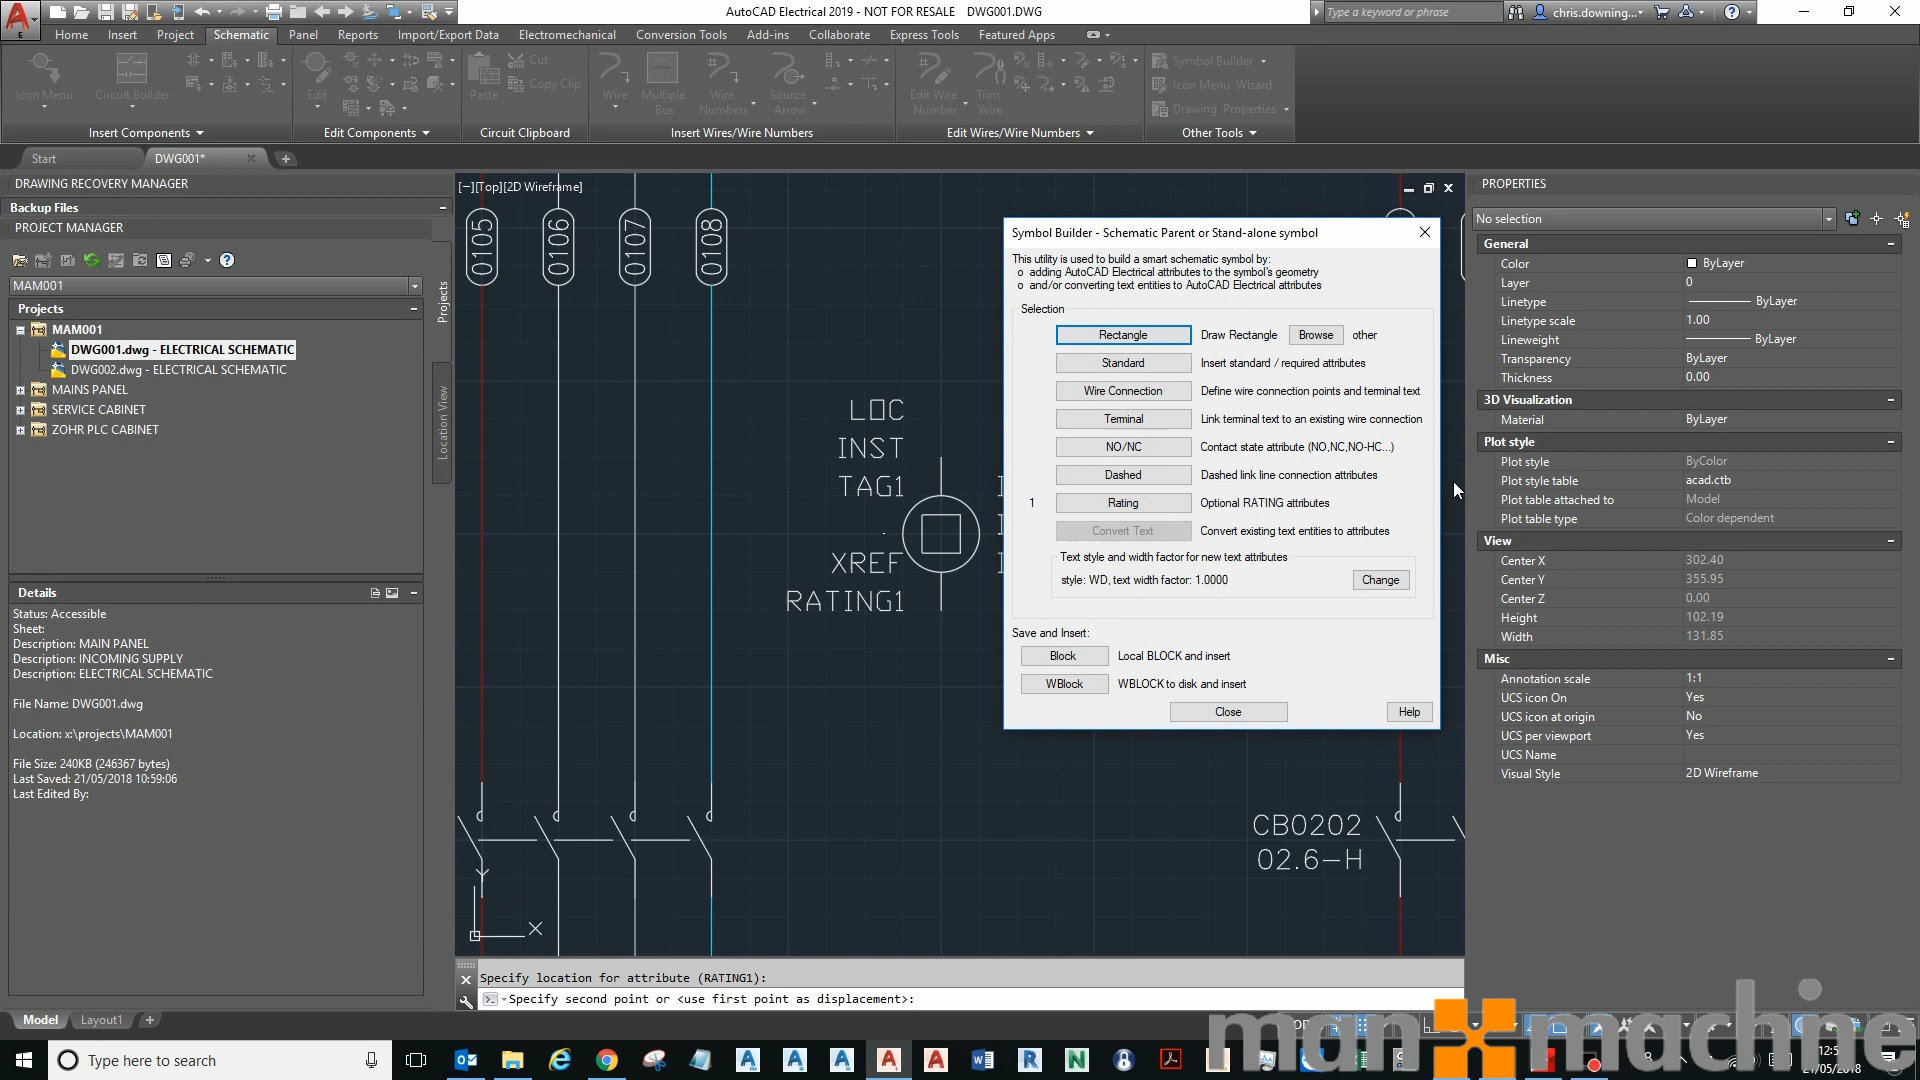 AutoCAD Electrical 2019 - NOT FOR RESALE DWG001.DWG
Type a keyword or phrase
chris.downing...
Home Insert Project Schematic Panel Reports Import/Export Data Electromechanical Conversion Tools Add-ins Collaborate Express Tools Featured Apps
Icon Menu
Circuit Builder
Edit
Paste
Cut
Copy Clip
Wire
Multiple Bus
Wire Numbers
Source Arrow
Edit Wire Number
Trim Wire
Symbol Builder
Icon Menu Wizard
Drawing Properties
Insert Components
Edit Components
Circuit Clipboard
Insert Wires/Wire Numbers
Edit Wires/Wire Numbers
Other Tools
Start
DWG001*
DRAWING RECOVERY MANAGER
Backup Files
PROJECT MANAGER
MAM001
Projects
MAM001
DWG001.dwg - ELECTRICAL SCHEMATIC
DWG002.dwg - ELECTRICAL SCHEMATIC
MAINS PANEL
SERVICE CABINET
ZOHR PLC CABINET
Projects
Location View
Details
Status: Accessible
Sheet:
Description: MAIN PANEL
Description: INCOMING SUPPLY
Description: ELECTRICAL SCHEMATIC
File Name: DWG001.dwg
Location: x:\projects\MAM001
File Size: 240KB (246367 bytes)
Last Saved: 21/05/2018 10:59:06
Last Edited By:
[−][Top][2D Wireframe]
0105
0106
0107
0108
LOC
INST
TAG1
XREF
RATING1
CB0202
02.6-H
X
Symbol Builder - Schematic Parent or Stand-alone symbol
This utility is used to build a smart schematic symbol by:
o adding AutoCAD Electrical attributes to the symbol's geometry
o and/or converting text entities to AutoCAD Electrical attributes
Selection
Rectangle Draw Rectangle Browse other
Standard Insert standard / required attributes
Wire Connection Define wire connection points and terminal text
Terminal Link terminal text to an existing wire connection
NO/NC Contact state attribute (NO,NC,NO-HC...)
Dashed Dashed link line connection attributes
1 Rating Optional RATING attributes
Convert Text Convert existing text entities to attributes
Text style and width factor for new text attributes
style: WD, text width factor: 1.0000 Change
Save and Insert:
Block Local BLOCK and insert
WBlock WBLOCK to disk and insert
Close Help
PROPERTIES
No selection
General
Color ByLayer
Layer 0
Linetype ByLayer
Linetype scale 1.00
Lineweight ByLayer
Transparency ByLayer
Thickness 0.00
3D Visualization
Material ByLayer
Plot style
Plot style ByColor
Plot style table acad.ctb
Plot table attached to Model
Plot table type Color dependent
View
Center X 302.40
Center Y 355.95
Center Z 0.00
Height 102.19
Width 131.85
Misc
Annotation scale 1:1
UCS icon On Yes
UCS icon at origin No
UCS per viewport Yes
UCS Name
Visual Style 2D Wireframe
Specify location for attribute (RATING1):
Specify second point or <use first point as displacement>:
Model Layout1
man machine
Type here to search
21/05/2018